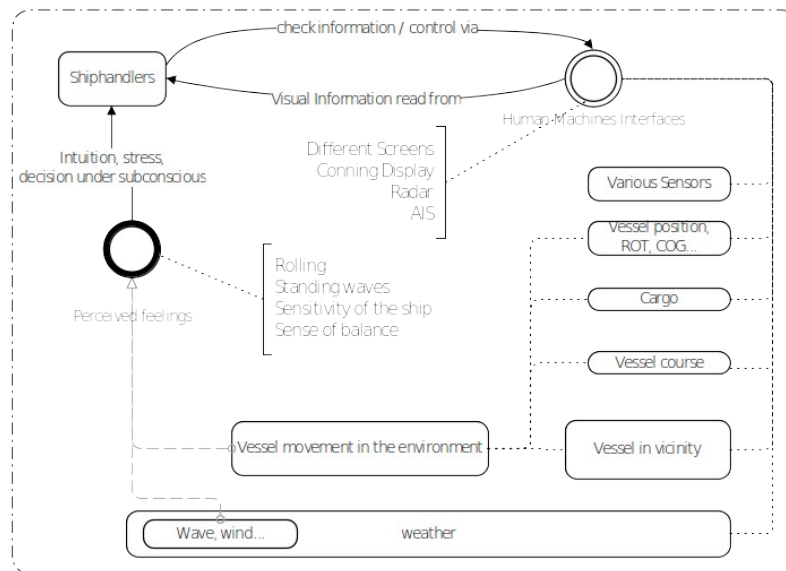 check information / control via
Shiphandlers
Visual Information read from
Human Machines Interfaces
Different Screens
Conning Display
Radar
AIS
Intuition, stress,
decision under subconscious
Various Sensors
Vessel position,
ROT, COG...
Rolling
Standing waves
Sensitivity of the ship
Sense of balance
Cargo
Perceived feelings
Vessel course
Vessel movement in the environment
Vessel in vicinity
Wave, wind...
weather